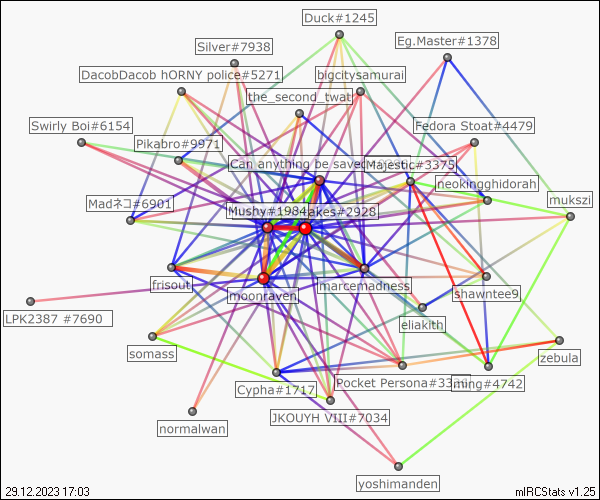 Duck#1245
Eg.Master#1378
Silver#7938
DacobDacob hORNY police#5271
bigcitysamurai
the_second_twat
Swirly Boi#6154
Fedora Stoat#4479
Pikabro#9971
Can anything be saved
Majestic#3375
neokingghidorah
Madネコ#6901
Mushy#1984
akes#2928
mukszi
frisout
moonraven
marcemadness
shawntee9
LPK2387 #7690
eliakith
somass
zebula
Cypha#1717
Pocket Persona#33
ming#4742
JKOUYH VIII#7034
normalwan
yoshimanden
29.12.2023 17:03
mIRCStats v1.25